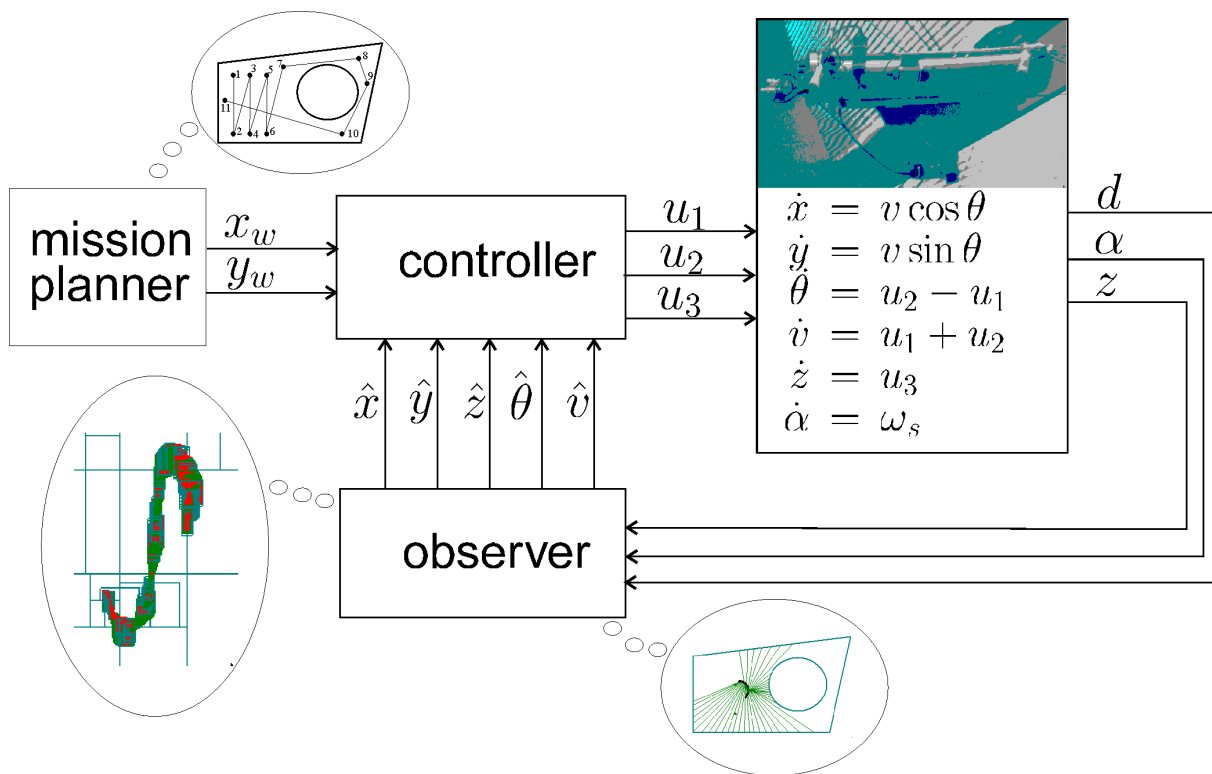 1
3
5
7
8
9
11
2
4
6
10
mission
planner
x_w
y_w
controller
u_1
u_2
u_3
ẋ = v cos θ
ẏ = v sin θ
θ̇ = u_2 − u_1
v̇ = u_1 + u_2
ż = u_3
α̇ = ω_s
d
α
z
x̂
ŷ
ẑ
θ̂
v̂
observer